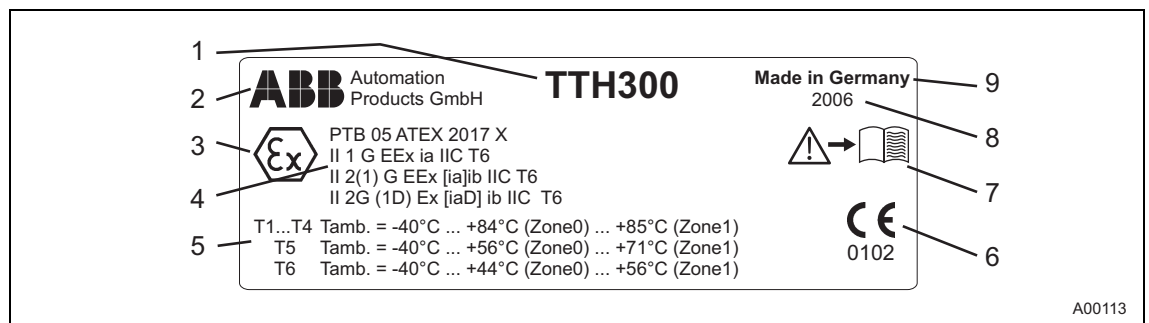 1
2
3
4
5
ABB Automation Products GmbH
TTH300
Made in Germany
2006
9
8
Ex
PTB 05 ATEX 2017 X
II 1 G EEx ia IIC T6
II 2(1) G EEx [ia]ib IIC T6
II 2G (1D) Ex [iaD] ib IIC T6
7
T1...T4 Tamb. = -40°C ... +84°C (Zone0) ... +85°C (Zone1)
T5 Tamb. = -40°C ... +56°C (Zone0) ... +71°C (Zone1)
T6 Tamb. = -40°C ... +44°C (Zone0) ... +56°C (Zone1)
CE
0102
6
A00113